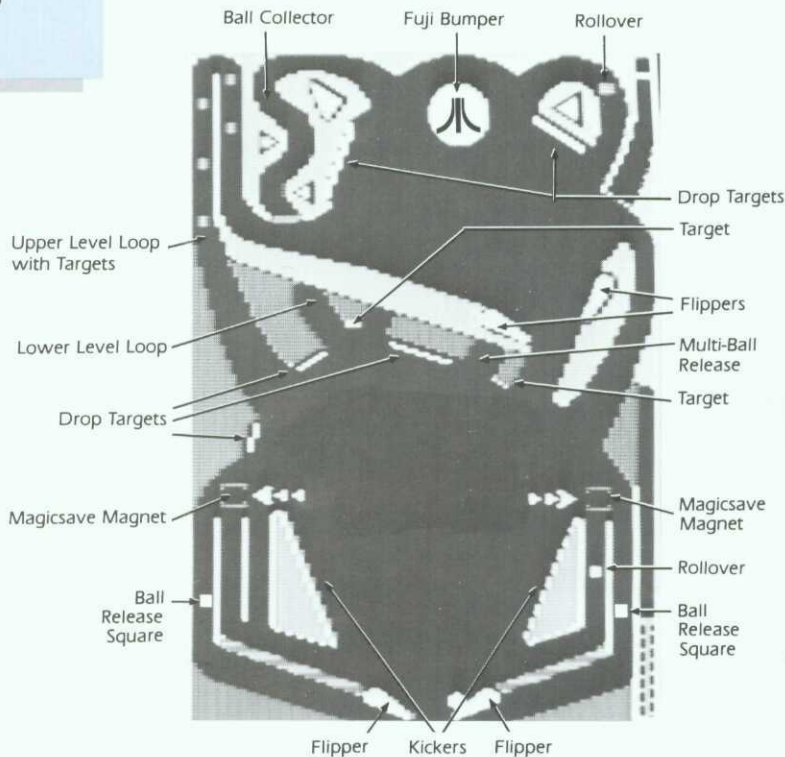 Ball Collector
Fuji Bumper
Rollover
Drop Targets
Target
Upper Level Loop
with Targets
Flippers
Lower Level Loop
Multi-Ball
Release
Target
Drop Targets
Magicsave Magnet
Magicsave
Magnet
Rollover
Ball
Release
Square
Ball
Release
Square
Flipper
Kickers
Flipper